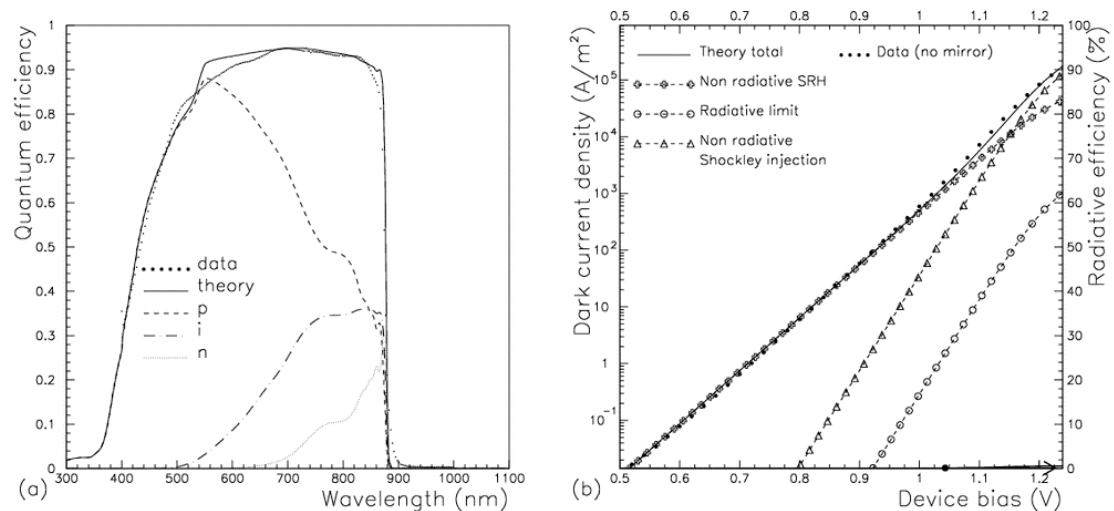 1
0.9
0.8
0.7
0.6
0.5
0.4
0.3
0.2
0.1
0
Quantum efficiency
data
theory
p
i
n
300 400 500 600 700 800 900 1000 1100
(a) Wavelength (nm)
0.5 0.6 0.7 0.8 0.9 1 1.1 1.2
100
90
80
70
60
50
40
30
20
10
0
Radiative efficiency (%)
Theory total
Data (no mirror)
Non radiative SRH
Radiative limit
Non radiative
Shockley injection
10⁵
10⁴
10³
10²
10
1
10⁻¹
Dark current density (A/m²)
0.5 0.6 0.7 0.8 0.9 1 1.1 1.2
(b) Device bias (V)